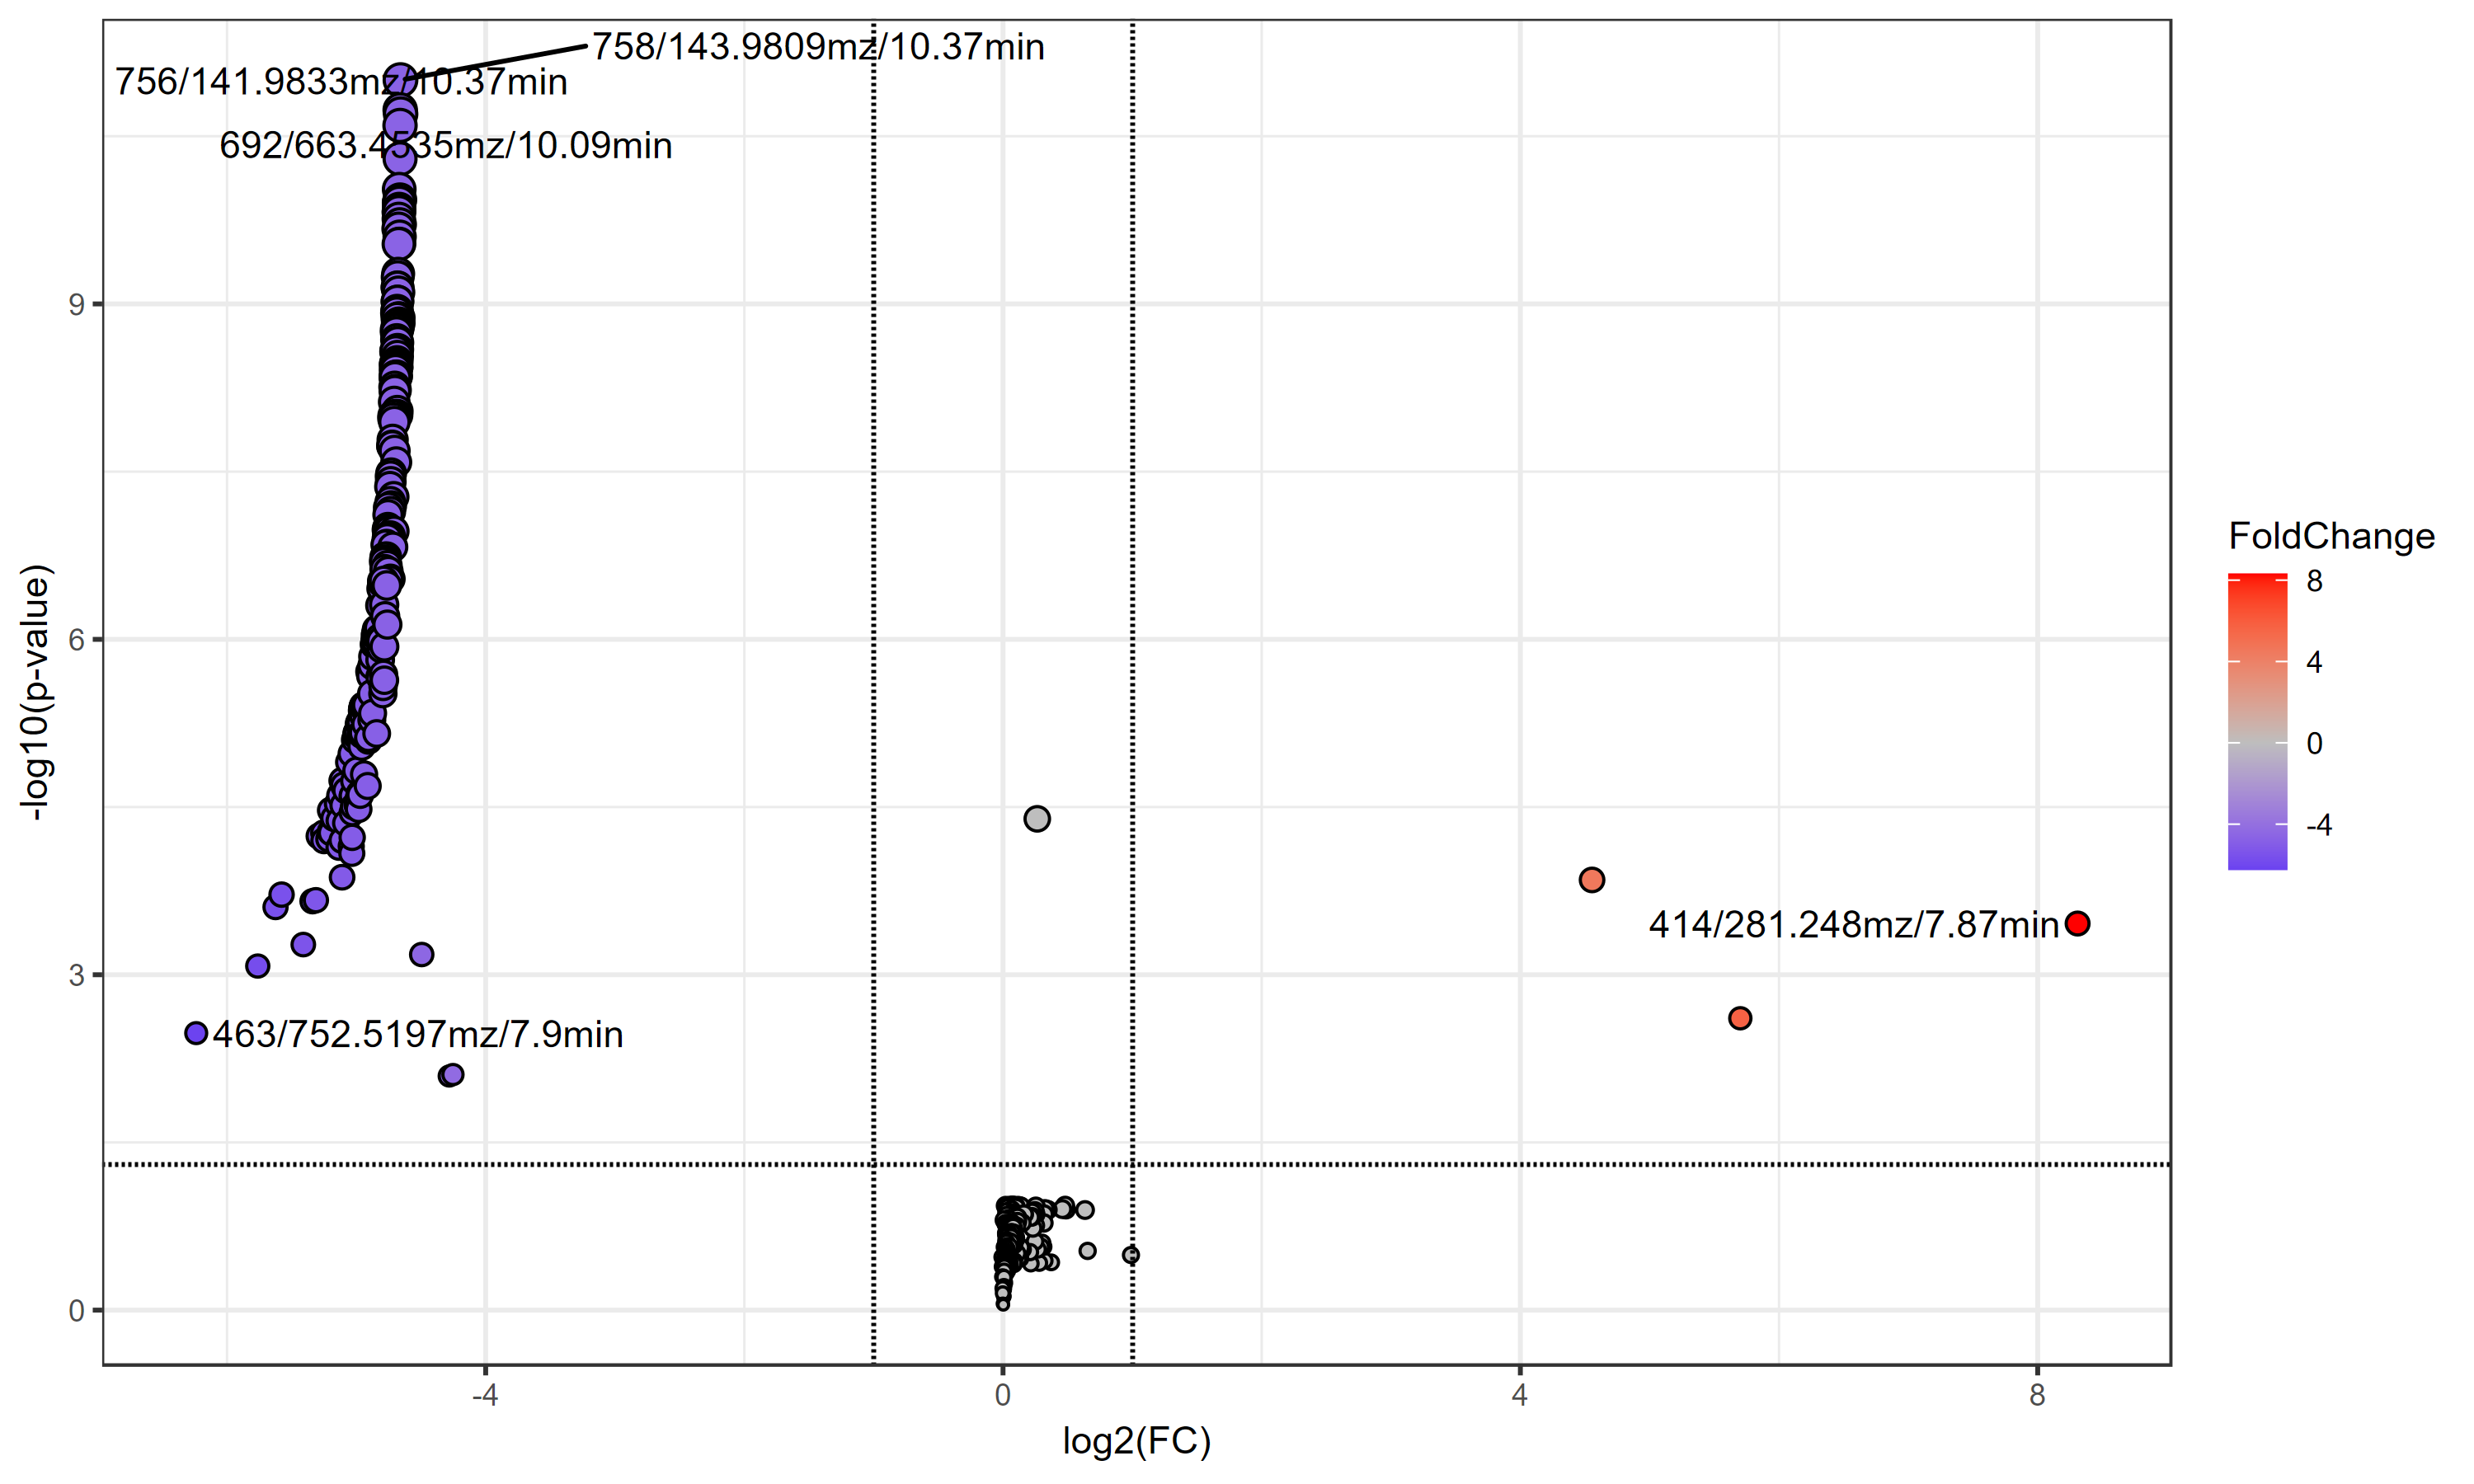 758/143.9809mz/10.37min
756/141.9833mz/10.37min
692/663.4535mz/10.09min
414/281.248mz/7.87min
463/752.5197mz/7.9min
-log10(p-value)
9
6
3
0
-4
0
4
8
log2(FC)
FoldChange
8
4
0
-4